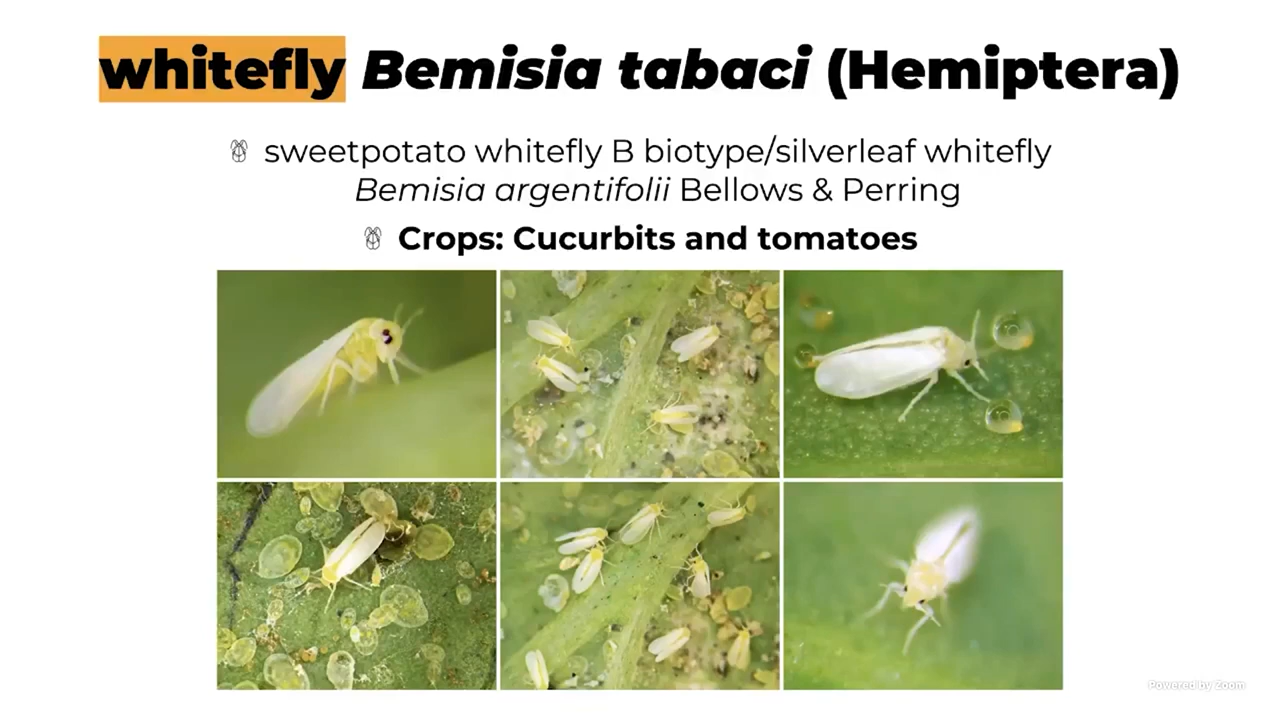 whitefly Bemisia tabaci (Hemiptera)
sweetpotato whitefly B biotype/silverleaf whitefly
Bemisia argentifolii Bellows & Perring
Crops: Cucurbits and tomatoes
Powered by Zoom